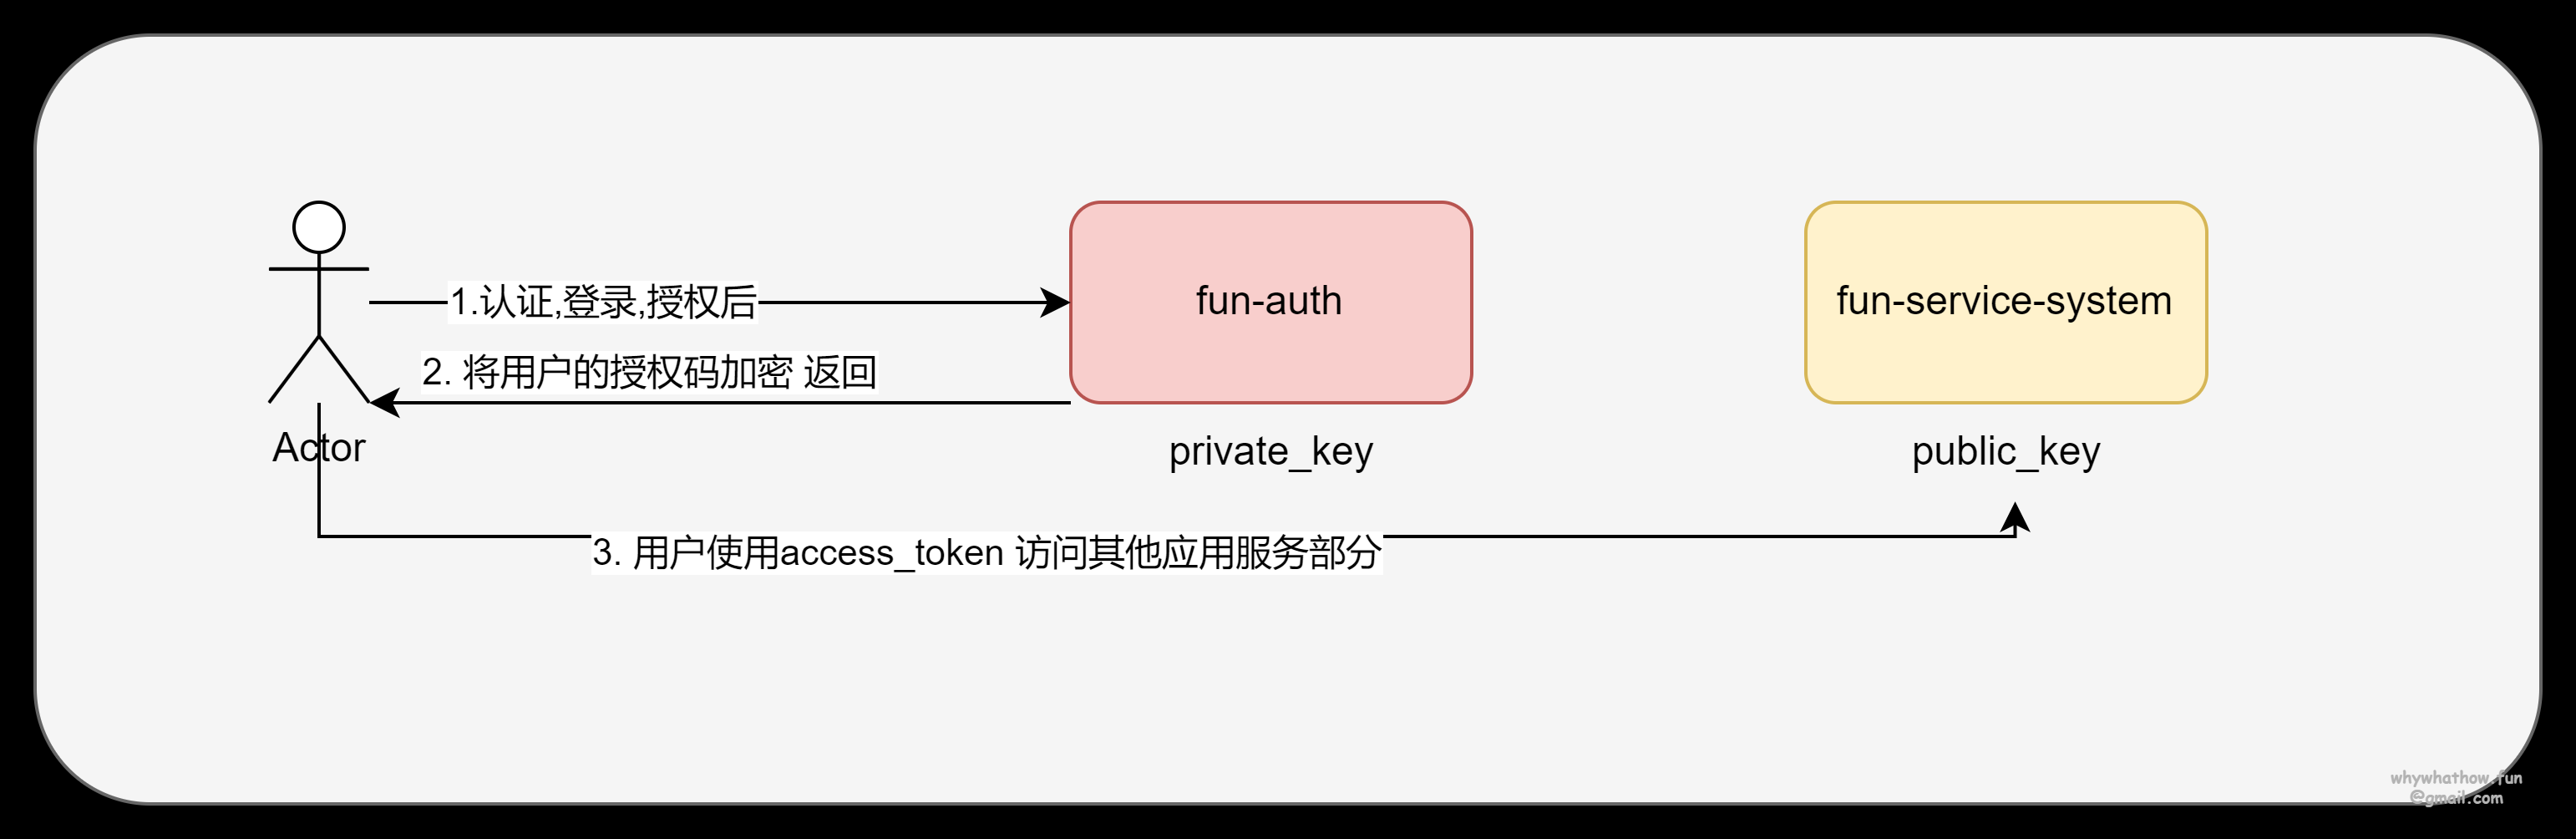 1.认证,登录,授权后
fun-auth
fun-service-system
2. 将用户的授权码加密 返回
Actor
private_key
public_key
3. 用户使用access_token 访问其他应用服务部分
whywhathow.fun
@gmail.com